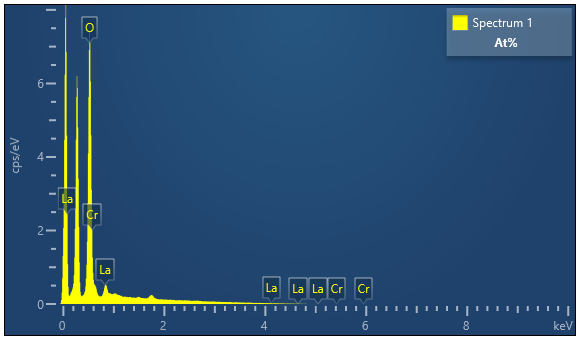 Spectrum 1
At%
O
6
cps/eV
4
La
Cr
2
La
La
La
La
Cr
Cr
0
0
2
4
6
8
keV